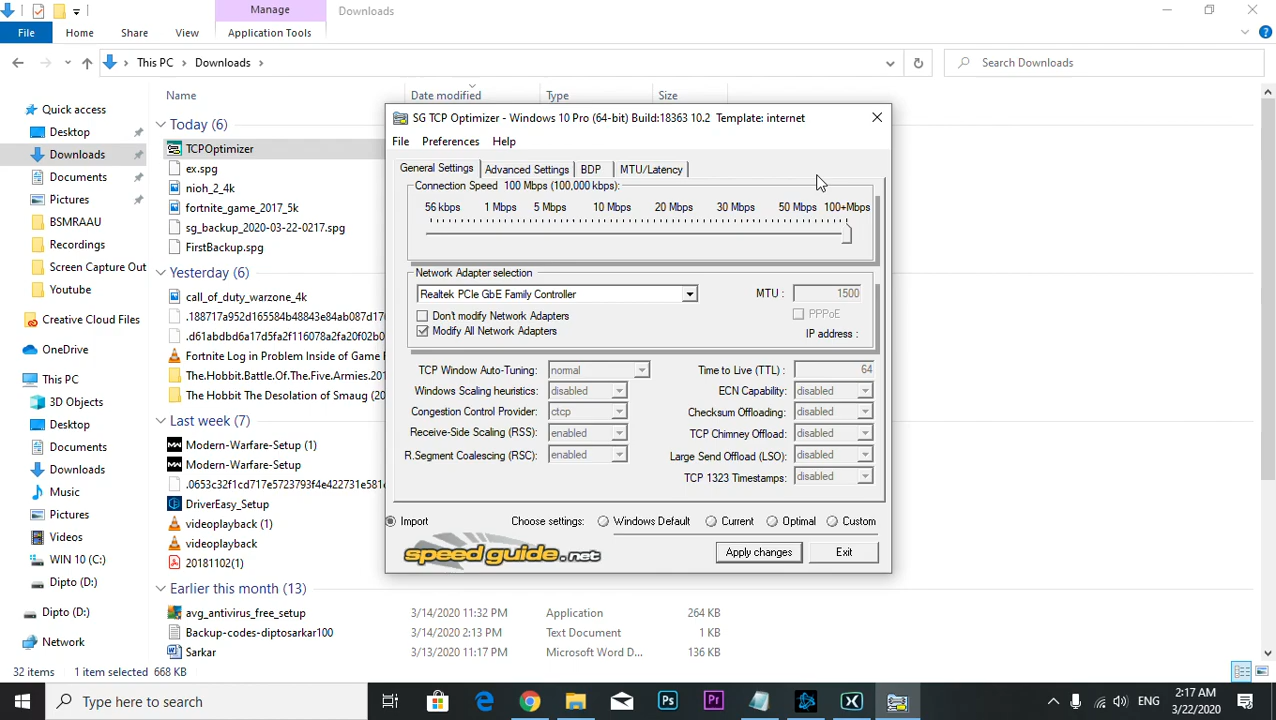 Manage
Downloads
File
Home
Share
View
Application Tools
This PC
Downloads
Search Downloads
Name
Date modified
Type
Size
Quick access
Desktop
Downloads
Documents
Pictures
BSMRAAU
Recordings
Screen Capture Out
Youtube
Creative Cloud Files
OneDrive
This PC
3D Objects
Desktop
Documents
Downloads
Music
Pictures
Videos
WIN 10 (C:)
Dipto (D:)
Dipto (D:)
Network
Today (6)
TCPOptimizer
ex.spg
nioh_2_4k
fortnite_game_2017_5k
sg_backup_2020-03-22-0217.spg
FirstBackup.spg
Yesterday (6)
call_of_duty_warzone_4k
.188717a952d165584b48943e84ab087d17
.d61abdbd6a17d5fa2f116078a2fa20f02b0
Fortnite Log in Problem Inside of Game F
The.Hobbit.Battle.Of.The.Five.Armies.201
The.Hobbit The Desolation of Smaug (20
Last week (7)
Modern-Warfare-Setup (1)
Modern-Warfare-Setup
.0653c32f1cd717e5723793f4e422731e581
DriverEasy_Setup
videoplayback (1)
videoplayback
20181102(1)
Earlier this month (13)
avg_antivirus_free_setup 3/14/2020 11:32 PM Application 264 KB
Backup-codes-diptosarkar100 3/14/2020 2:13 PM Text Document 1 KB
Sarkar 3/13/2020 11:17 PM Microsoft Word D... 136 KB
SG TCP Optimizer - Windows 10 Pro (64-bit) Build:18363 10.2 Template: internet
File Preferences Help
General Settings Advanced Settings BDP MTU/Latency
Connection Speed 100 Mbps (100,000 kbps):
56 kbps 1 Mbps 5 Mbps 10 Mbps 20 Mbps 30 Mbps 50 Mbps 100+Mbps
Network Adapter selection
Realtek PCIe GbE Family Controller
MTU : 1500
Don't modify Network Adapters
PPPoE
Modify All Network Adapters
IP address :
TCP Window Auto-Tuning: normal
Time to Live (TTL) : 64
Windows Scaling heuristics: disabled
ECN Capability: disabled
Congestion Control Provider: ctcp
Checksum Offloading: disabled
Receive-Side Scaling (RSS): enabled
TCP Chimney Offload: disabled
R.Segment Coalescing (RSC): enabled
Large Send Offload (LSO): disabled
TCP 1323 Timestamps: disabled
Import
Choose settings: Windows Default Current Optimal Custom
speed guide.net
Apply changes
Exit
32 items 1 item selected 668 KB
Type here to search
Ps
Pr
ENG
2:17 AM
3/22/2020